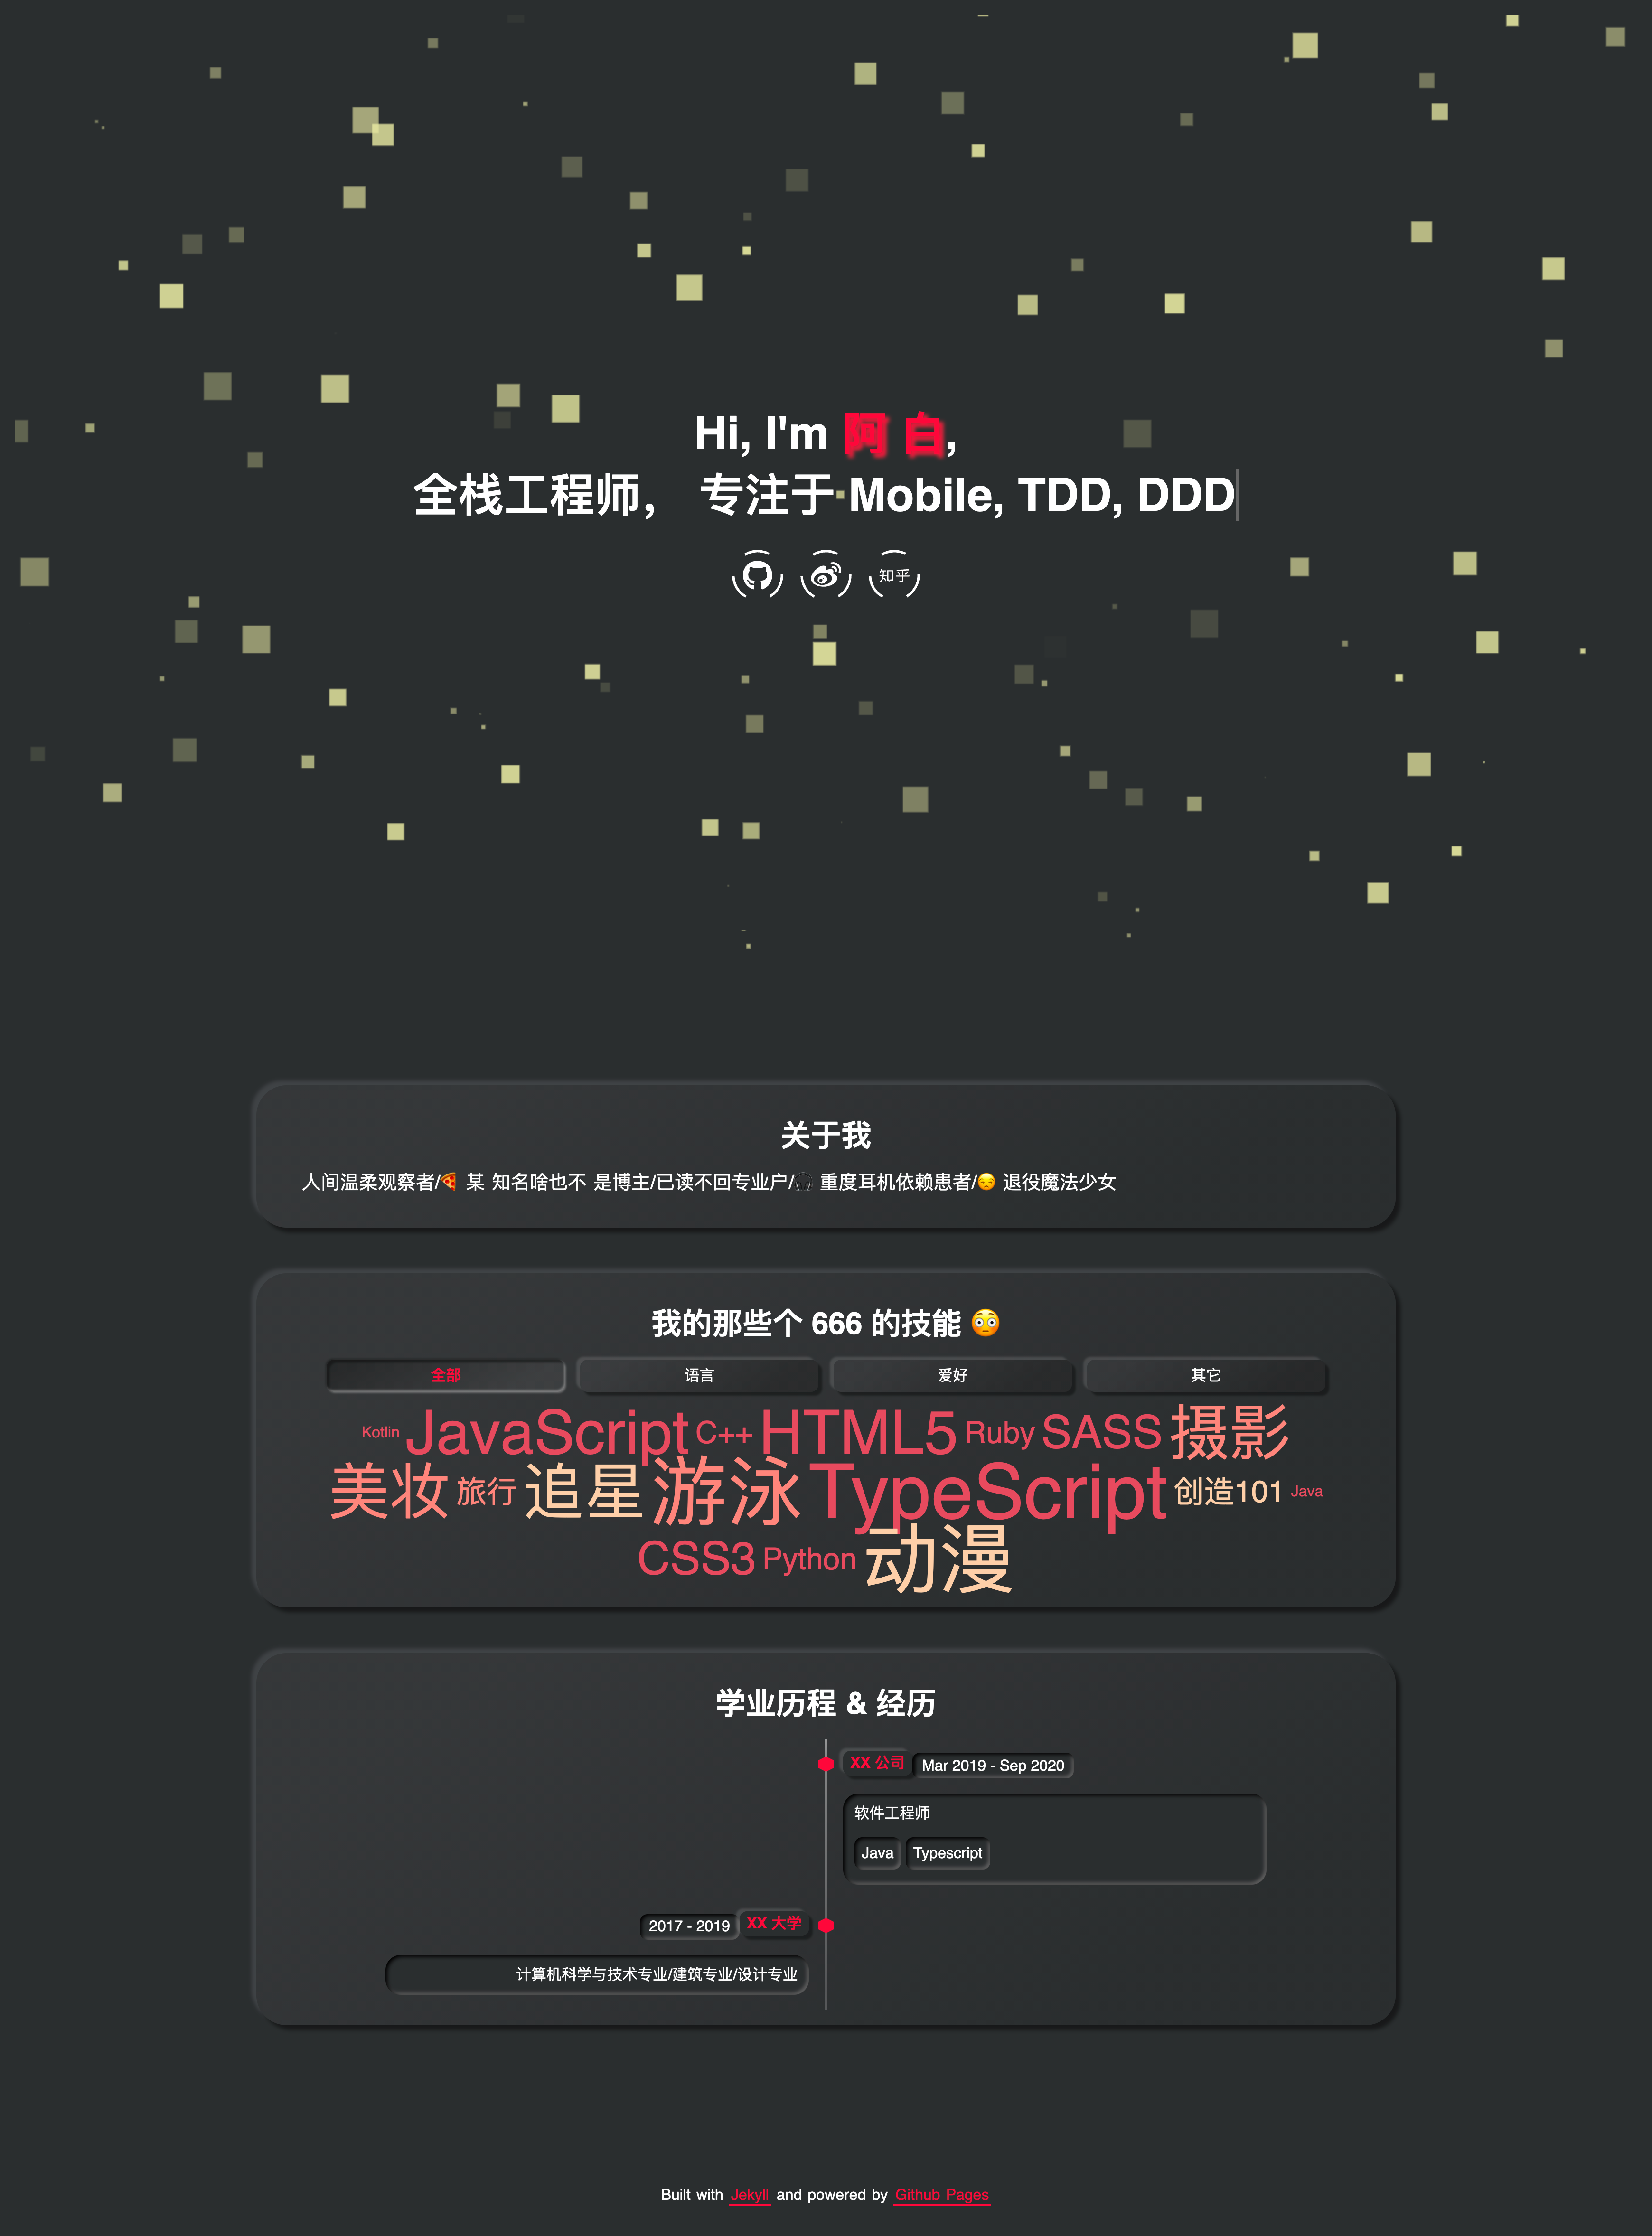 Hi, I'm 阿白,
全栈工程师， 专注于 Mobile, TDD, DDD
知乎
关于我
人间温柔观察者/🍕 某 知名啥也不 是博主/已读不回专业户/🎧 重度耳机依赖患者/😔 退役魔法少女
我的那些个 666 的技能 😳
全部 语言 爱好 其它
Kotlin JavaScript C++ HTML5 Ruby SASS 摄影
美妆 旅行 追星 游泳 TypeScript 创造101 Java
CSS3 Python 动漫
学业历程 & 经历
XX 公司 Mar 2019 - Sep 2020
软件工程师
Java Typescript
2017 - 2019 XX 大学
计算机科学与技术专业/建筑专业/设计专业
Built with Jekyll and powered by Github Pages